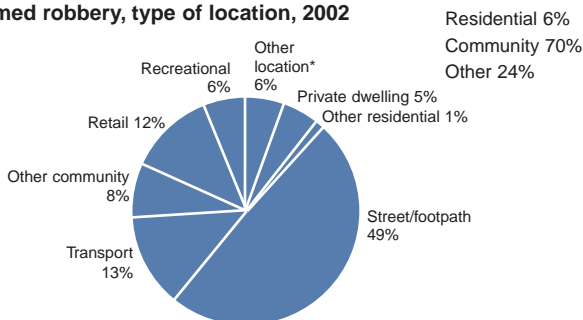 med robbery, type of location, 2002
Residential 6%
Community 70%
Other 24%
Other
location*
6%
Private dwelling 5%
Other residential 1%
Street/footpath
49%
Transport
13%
Other community
8%
Retail 12%
Recreational
6%